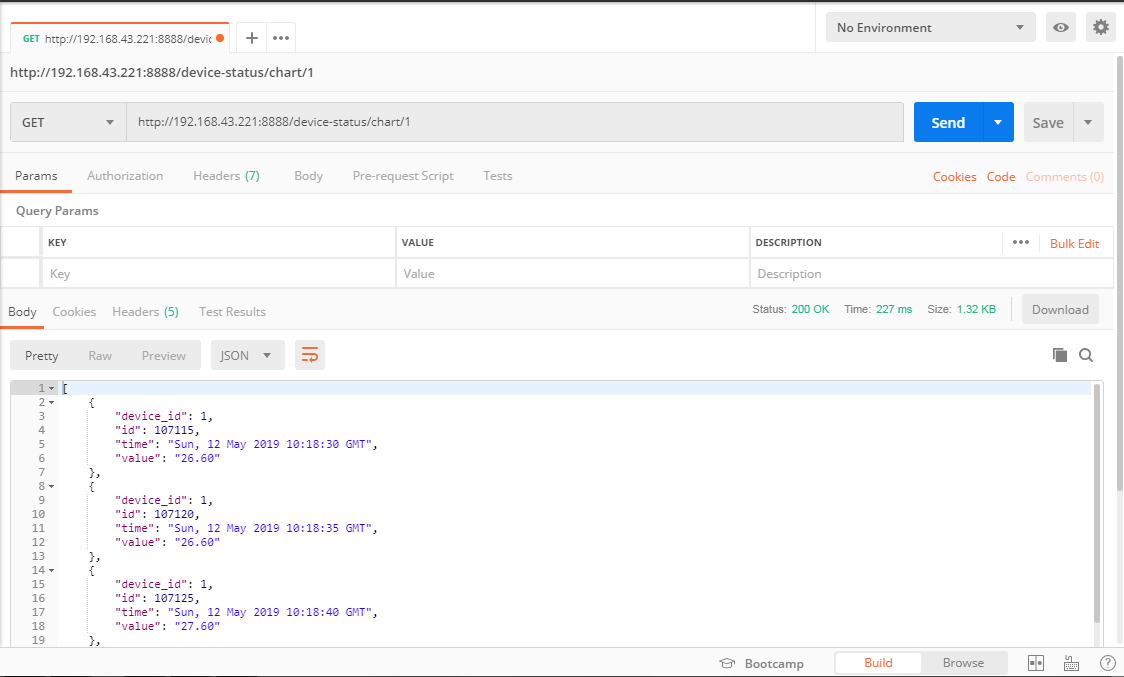 GET http://192.168.43.221:8888/devic
No Environment
http://192.168.43.221:8888/device-status/chart/1
GET http://192.168.43.221:8888/device-status/chart/1 Send Save
Params Authorization Headers (7) Body Pre-request Script Tests Cookies Code Comments (0)
Query Params
KEY VALUE DESCRIPTION ••• Bulk Edit
Key Value Description
Body Cookies Headers (5) Test Results Status: 200 OK Time: 227 ms Size: 1.32 KB Download
Pretty Raw Preview JSON
1 [
2 {
3 "device_id": 1,
4 "id": 107115,
5 "time": "Sun, 12 May 2019 10:18:30 GMT",
6 "value": "26.60"
7 },
8 {
9 "device_id": 1,
10 "id": 107120,
11 "time": "Sun, 12 May 2019 10:18:35 GMT",
12 "value": "26.60"
13 },
14 {
15 "device_id": 1,
16 "id": 107125,
17 "time": "Sun, 12 May 2019 10:18:40 GMT",
18 "value": "27.60"
19 },
Bootcamp Build Browse